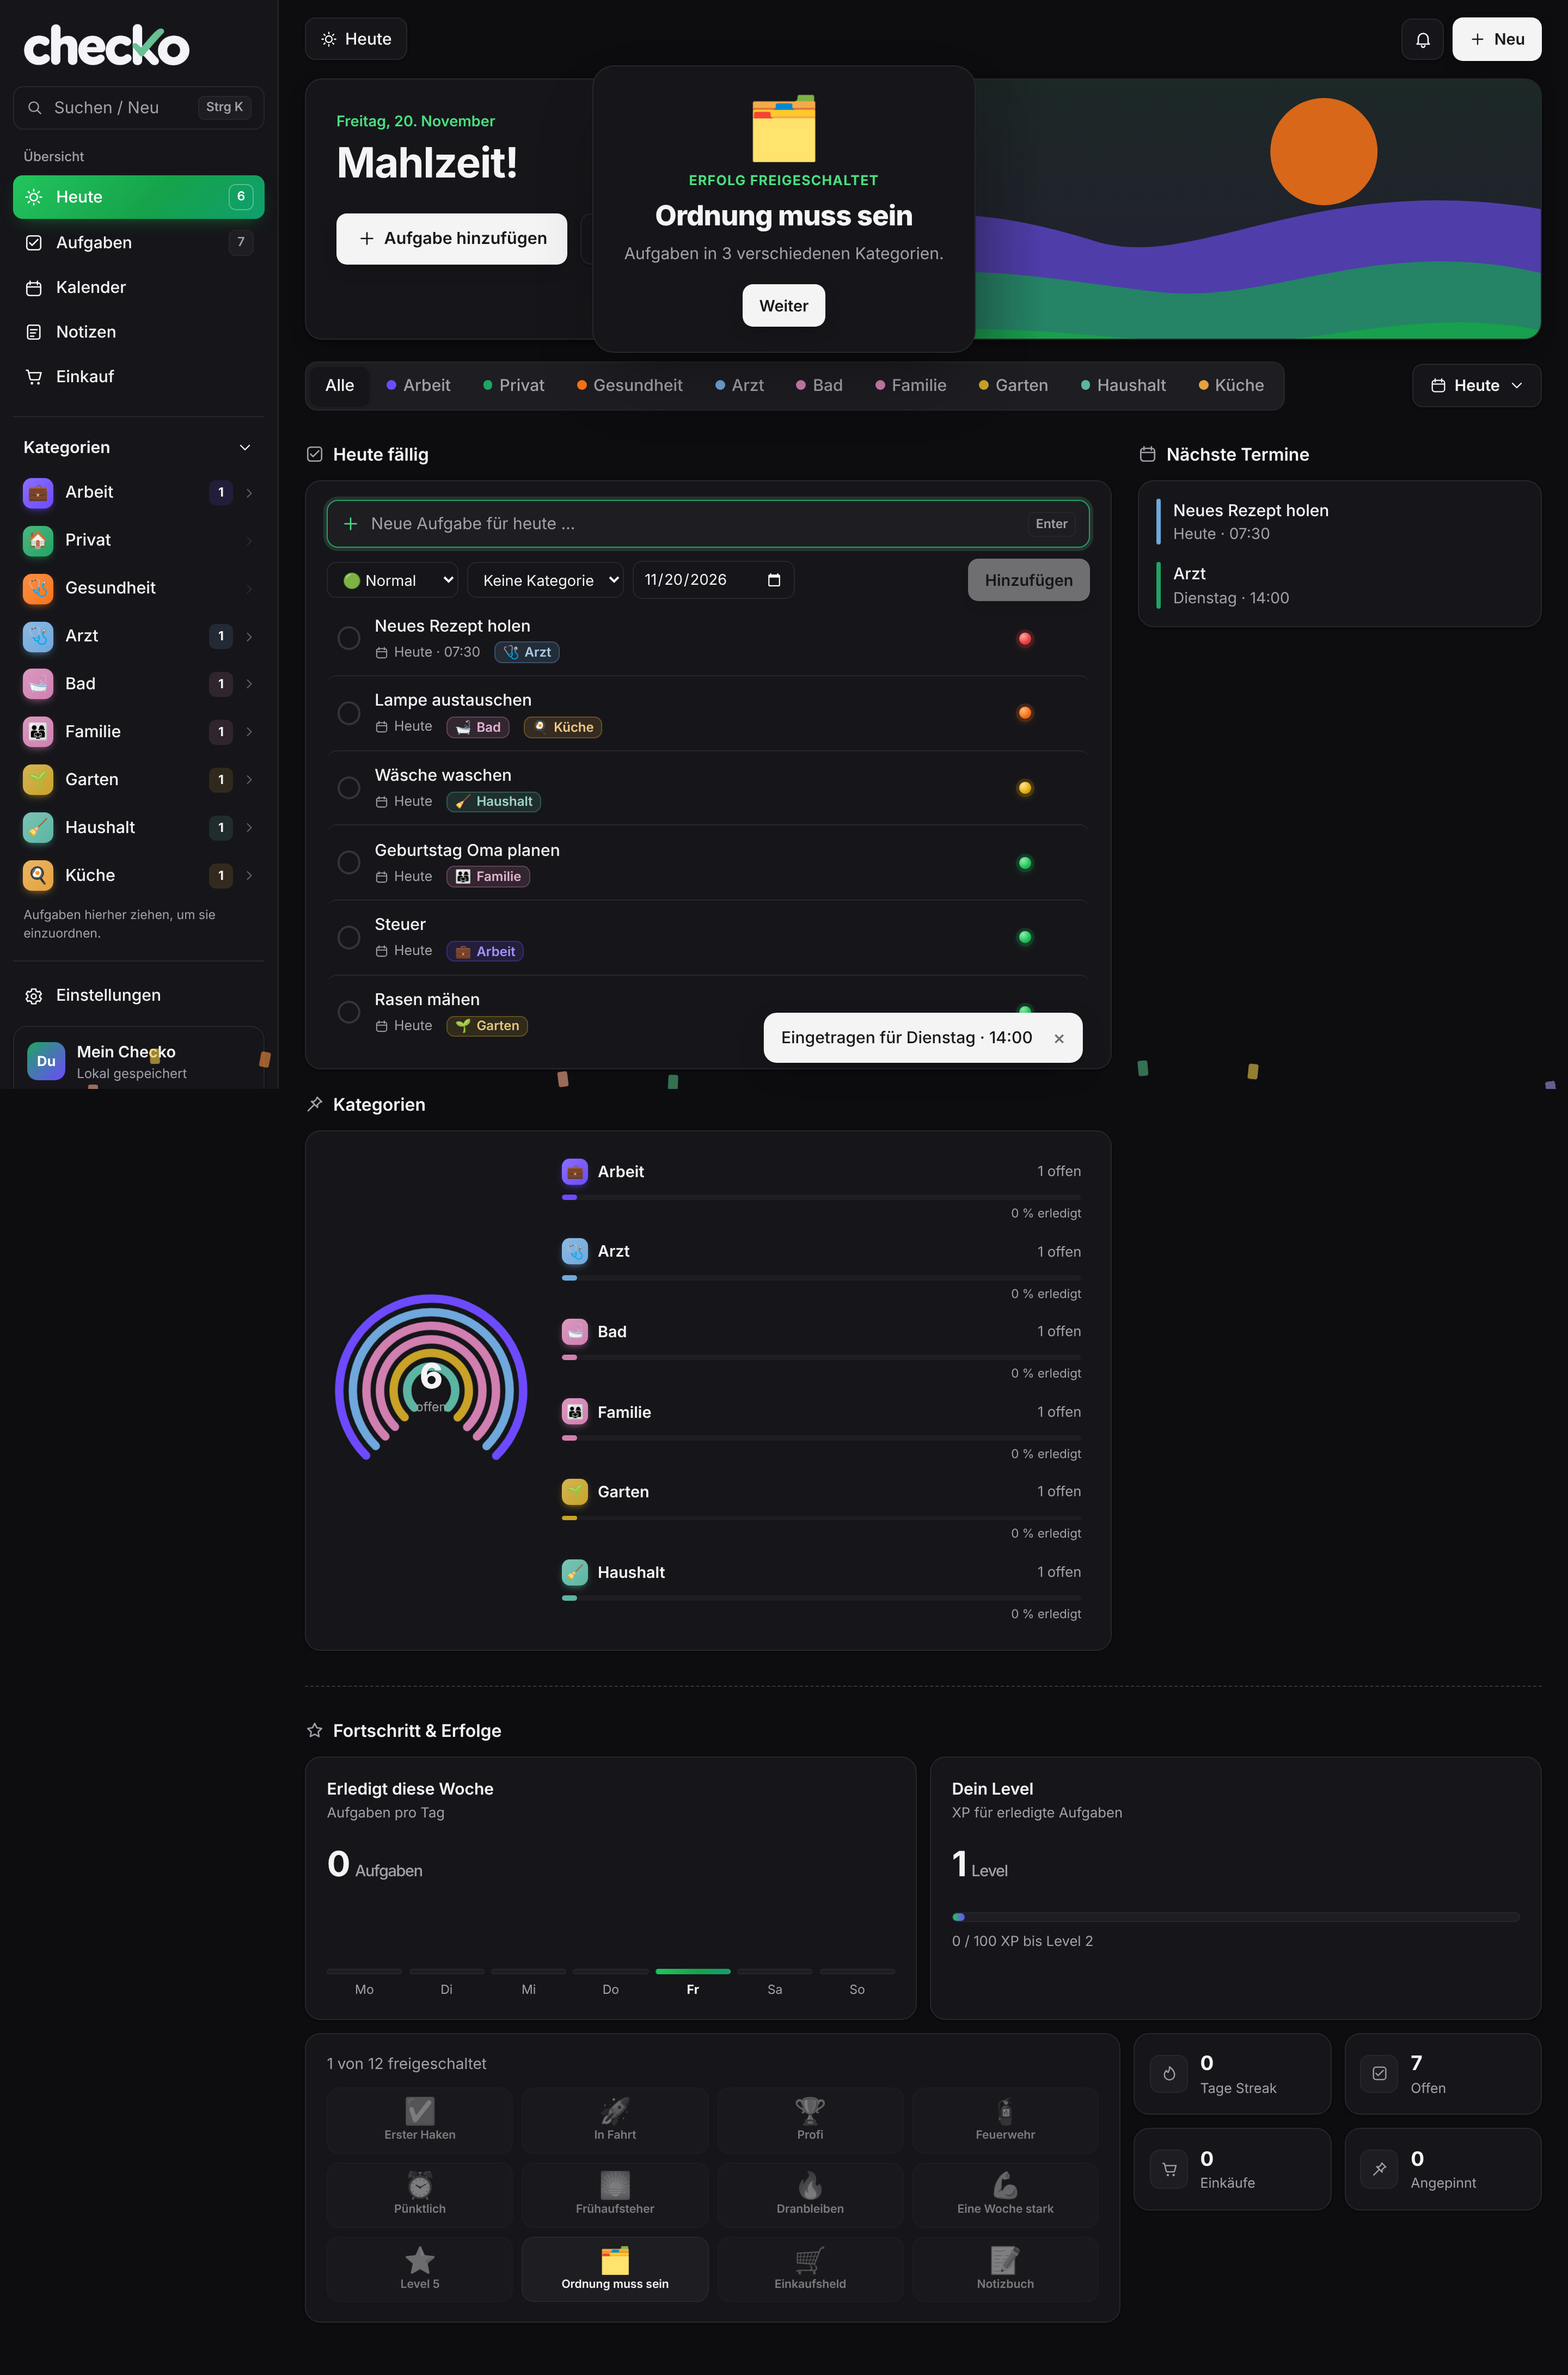 checko
Suchen / Neu
Strg K
Übersicht
Heute
6
Aufgaben
7
Kalender
Notizen
Einkauf
Kategorien
Arbeit
1
Privat
Gesundheit
Arzt
1
Bad
1
Familie
1
Garten
1
Haushalt
1
Küche
1
Aufgaben hierher ziehen, um sie
einzuordnen.
Einstellungen
Du
Mein Checko
Lokal gespeichert
Heute
Neu
Freitag, 20. November
Mahlzeit!
Aufgabe hinzufügen
ERFOLG FREIGESCHALTET
Ordnung muss sein
Aufgaben in 3 verschiedenen Kategorien.
Weiter
Alle
Arbeit
Privat
Gesundheit
Arzt
Bad
Familie
Garten
Haushalt
Küche
Heute
Heute fällig
Neue Aufgabe für heute ...
Enter
Normal
Keine Kategorie
11/20/2026
Hinzufügen
Neues Rezept holen
Heute · 07:30
Arzt
Lampe austauschen
Heute
Bad
Küche
Wäsche waschen
Heute
Haushalt
Geburtstag Oma planen
Heute
Familie
Steuer
Heute
Arbeit
Rasen mähen
Heute
Garten
Eingetragen für Dienstag · 14:00
Nächste Termine
Neues Rezept holen
Heute · 07:30
Arzt
Dienstag · 14:00
Kategorien
6
offen
Arbeit
1 offen
0 % erledigt
Arzt
1 offen
0 % erledigt
Bad
1 offen
0 % erledigt
Familie
1 offen
0 % erledigt
Garten
1 offen
0 % erledigt
Haushalt
1 offen
0 % erledigt
Fortschritt & Erfolge
Erledigt diese Woche
Aufgaben pro Tag
0 Aufgaben
Mo
Di
Mi
Do
Fr
Sa
So
Dein Level
XP für erledigte Aufgaben
1 Level
0 / 100 XP bis Level 2
1 von 12 freigeschaltet
Erster Haken
In Fahrt
Profi
Feuerwehr
Pünktlich
Frühaufsteher
Dranbleiben
Eine Woche stark
Level 5
Ordnung muss sein
Einkaufsheld
Notizbuch
0
Tage Streak
7
Offen
0
Einkäufe
0
Angepinnt